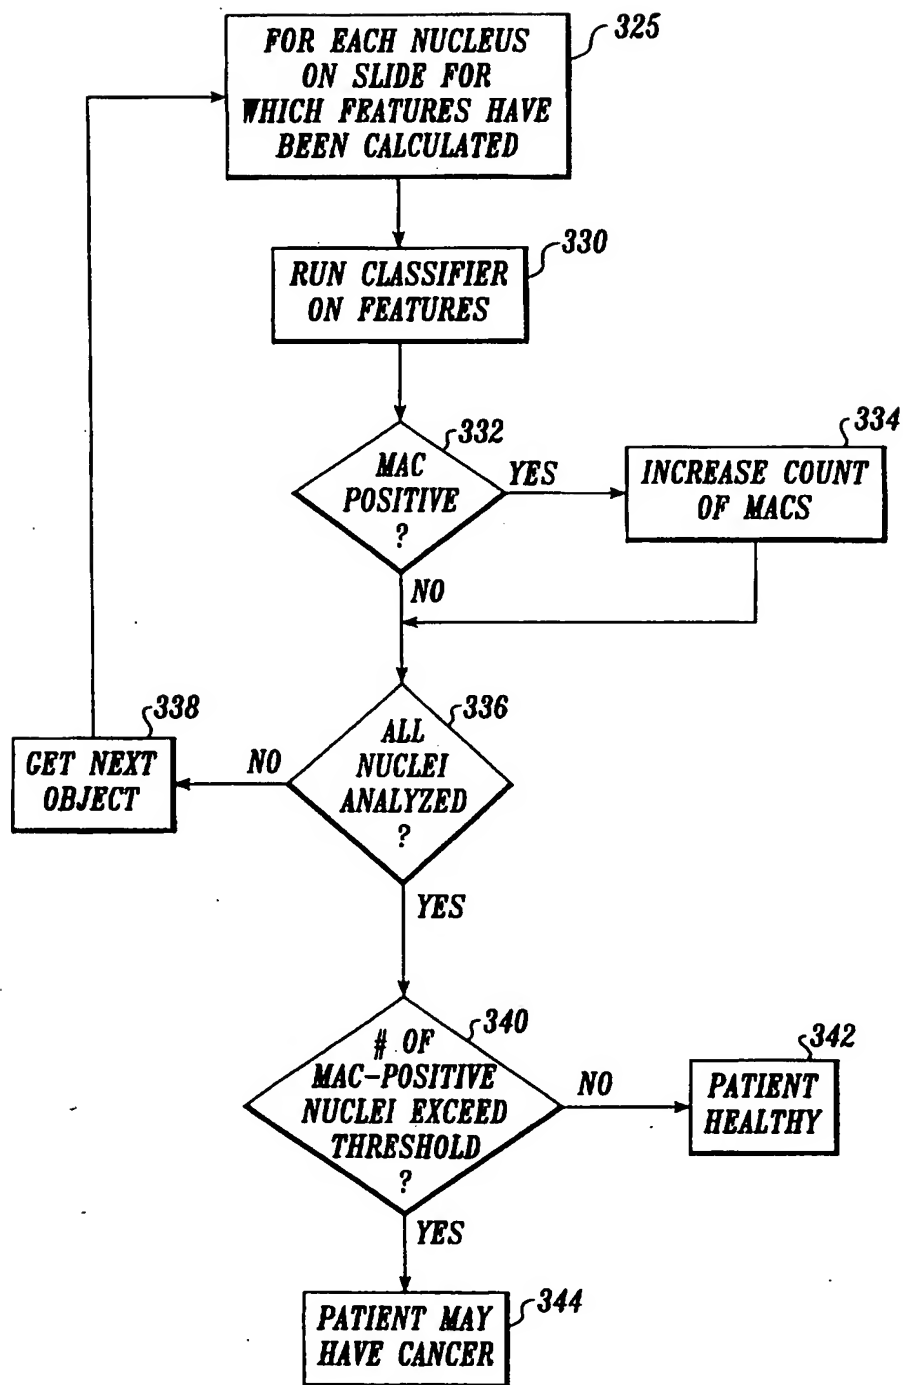 325
FOR EACH NUCLEUS
ON SLIDE FOR
WHICH FEATURES HAVE
BEEN CALCULATED
330
RUN CLASSIFIER
ON FEATURES
332
MAC
POSITIVE
?
YES
334
INCREASE COUNT
OF MACS
NO
336
ALL
NUCLEI
ANALYZED
?
NO
338
GET NEXT
OBJECT
YES
340
# OF
MAC-POSITIVE
NUCLEI EXCEED
THRESHOLD
?
NO
342
PATIENT
HEALTHY
YES
344
PATIENT MAY
HAVE CANCER